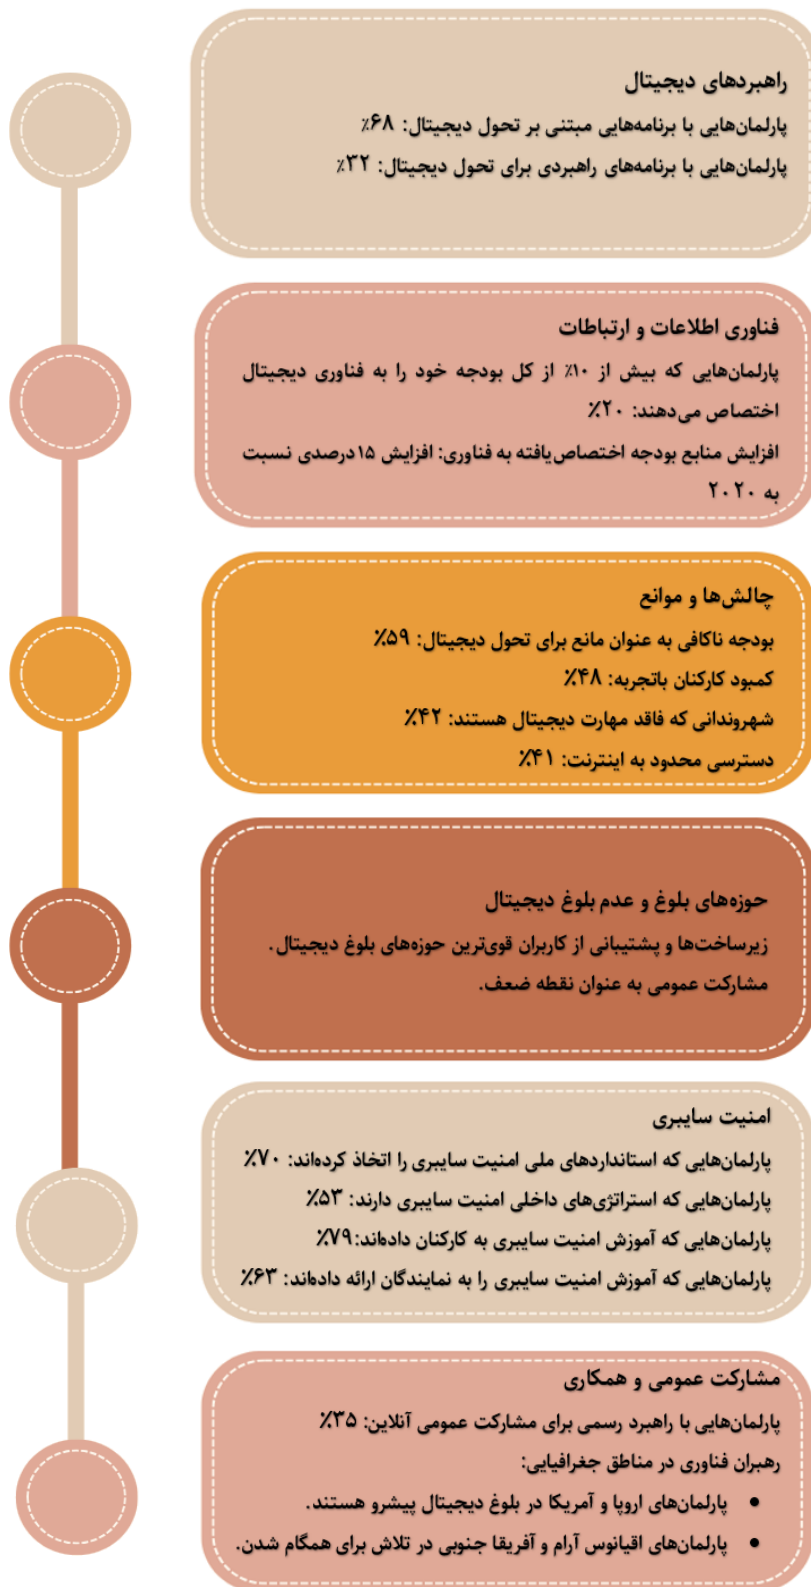 راهبردهای دیجیتال
پارلمان‌هایی با برنامه‌هایی مبتنی بر تحول دیجیتال: ۶۸٪
پارلمان‌هایی با برنامه‌های راهبردی برای تحول دیجیتال: ۳۲٪
فناوری اطلاعات و ارتباطات
پارلمان‌هایی که بیش از ۱۰٪ از کل بودجه خود را به فناوری دیجیتال
اختصاص می‌دهند: ۲۰٪
افزایش منابع بودجه اختصاص‌یافته به فناوری: افزایش ۱۵درصدی نسبت
به ۲۰۲۰
چالش‌ها و موانع
بودجه ناکافی به عنوان مانع برای تحول دیجیتال: ۵۹٪
کمبود کارکنان باتجربه: ۴۸٪
شهروندانی که فاقد مهارت دیجیتال هستند: ۴۲٪
دسترسی محدود به اینترنت: ۴۱٪
حوزه‌های بلوغ و عدم بلوغ دیجیتال
زیرساخت‌ها و پشتیبانی از کاربران قوی‌ترین حوزه‌های بلوغ دیجیتال.
مشارکت عمومی به عنوان نقطه ضعف.
امنیت سایبری
پارلمان‌هایی که استانداردهای ملی امنیت سایبری را اتخاذ کرده‌اند: ۷۰٪
پارلمان‌هایی که استراتژی‌های داخلی امنیت سایبری دارند: ۵۳٪
پارلمان‌هایی که آموزش امنیت سایبری به کارکنان داده‌اند:۷۹٪
پارلمان‌هایی که آموزش امنیت سایبری را به نمایندگان ارائه داده‌اند: ۶۳٪
مشارکت عمومی و همکاری
پارلمان‌هایی با راهبرد رسمی برای مشارکت عمومی آنلاین: ۳۵٪
رهبران فناوری در مناطق جغرافیایی:
• پارلمان‌های اروپا و آمریکا در بلوغ دیجیتال پیشرو هستند.
• پارلمان‌های اقیانوس آرام و آفریقا جنوبی در تلاش برای همگام شدن.